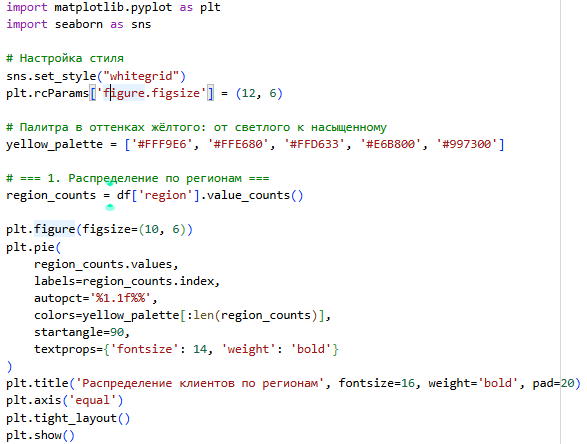 import matplotlib.pyplot as plt
import seaborn as sns

# Настройка стиля
sns.set_style("whitegrid")
plt.rcParams['figure.figsize'] = (12, 6)

# Палитра в оттенках жёлтого: от светлого к насыщенному
yellow_palette = ['#FFF9E6', '#FFE680', '#FFD633', '#E6B800', '#997300']

# === 1. Распределение по регионам ===
region_counts = df['region'].value_counts()

plt.figure(figsize=(10, 6))
plt.pie(
    region_counts.values,
    labels=region_counts.index,
    autopct='%1.1f%%',
    colors=yellow_palette[:len(region_counts)],
    startangle=90,
    textprops={'fontsize': 14, 'weight': 'bold'}
)
plt.title('Распределение клиентов по регионам', fontsize=16, weight='bold', pad=20)
plt.axis('equal')
plt.tight_layout()
plt.show()